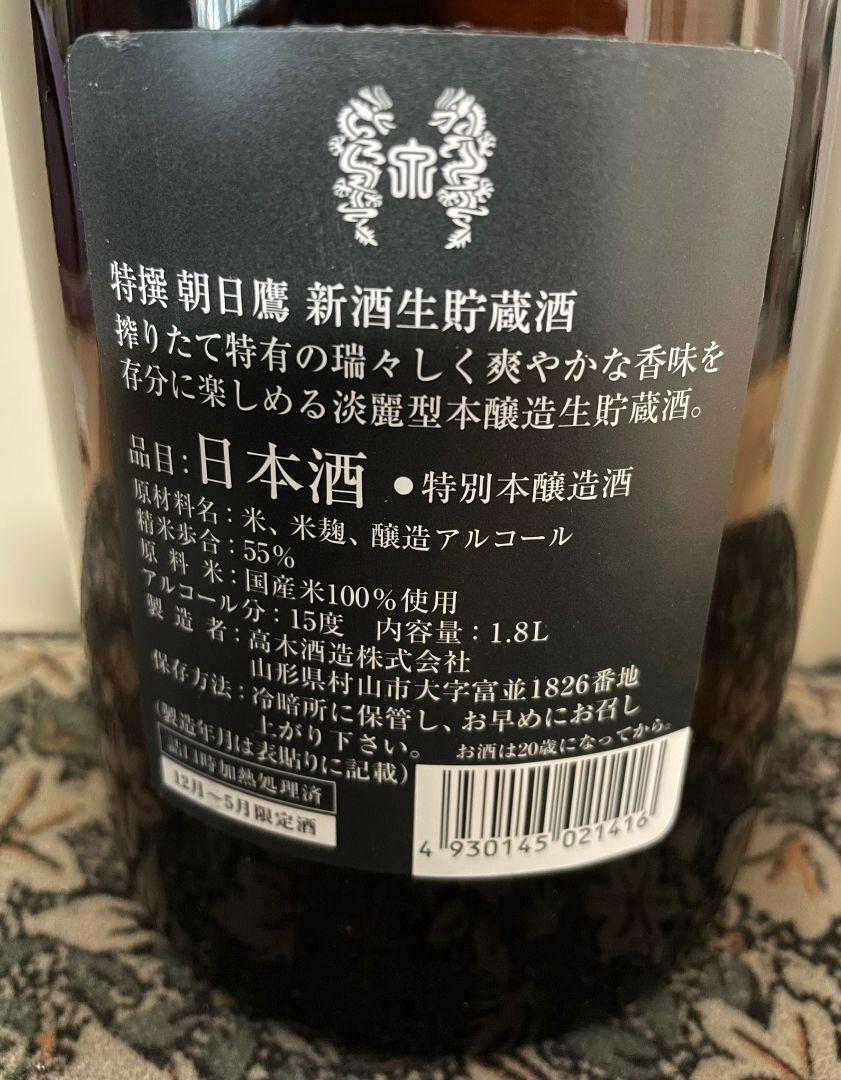 特撰 朝日鷹 新酒生貯蔵酒
搾りたて特有の瑞々しく爽やかな香味を
存分に楽しめる淡麗型本醸造生貯蔵酒。
品目：日本酒 ●特別本醸造酒
原材料名：米、米麹、醸造アルコール
精米歩合：55％
原料米：国産米100％使用
アルコール分：15度 内容量：1.8L
製造者：高木酒造株式会社
山形県村山市大字富並1826番地
保存方法：冷暗所に保管し、お早めにお召し
上がり下さい。 お酒は20歳になってから。
(製造年月は表貼りに記載)
詰口時加熱処理済
12月〜5月限定酒
4 930145 021416